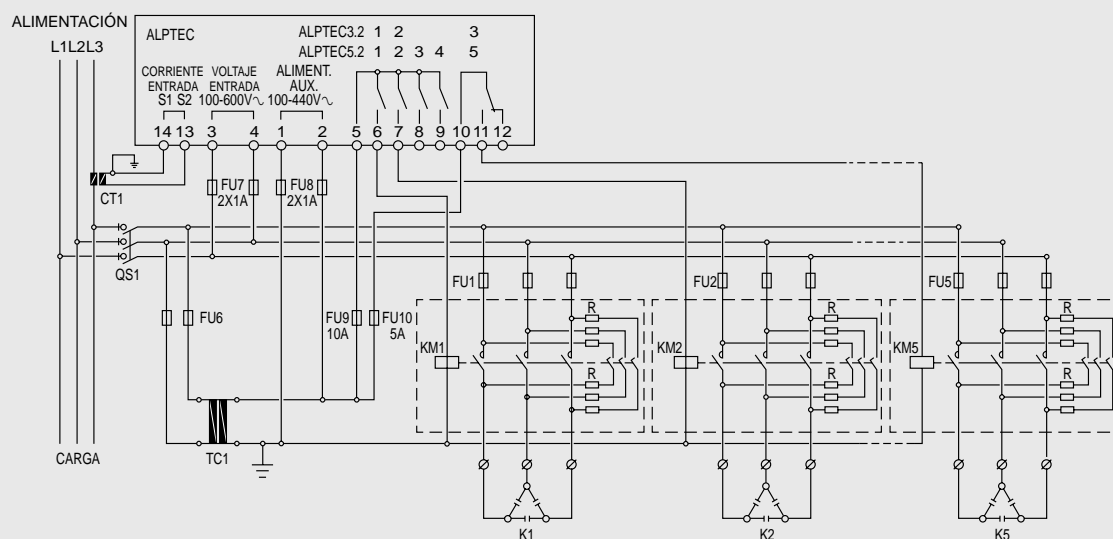 ALIMENTACIÓN
L1L2L3
ALPTEC
ALPTEC3.2 1 2 3
ALPTEC5.2 1 2 3 4 5
CORRIENTE ENTRADA
S1 S2
VOLTAJE ENTRADA
100-600V~
ALIMENT. AUX.
100-440V~
14 13 3 4 1 2 5 6 7 8 9 10 11 12
CT1
FU7
2X1A
FU8
2X1A
QS1
FU1
FU2
FU5
FU6
FU9
10A
FU10
5A
KM1
R
R
KM2
R
R
KM5
R
R
CARGA
TC1
K1
K2
K5